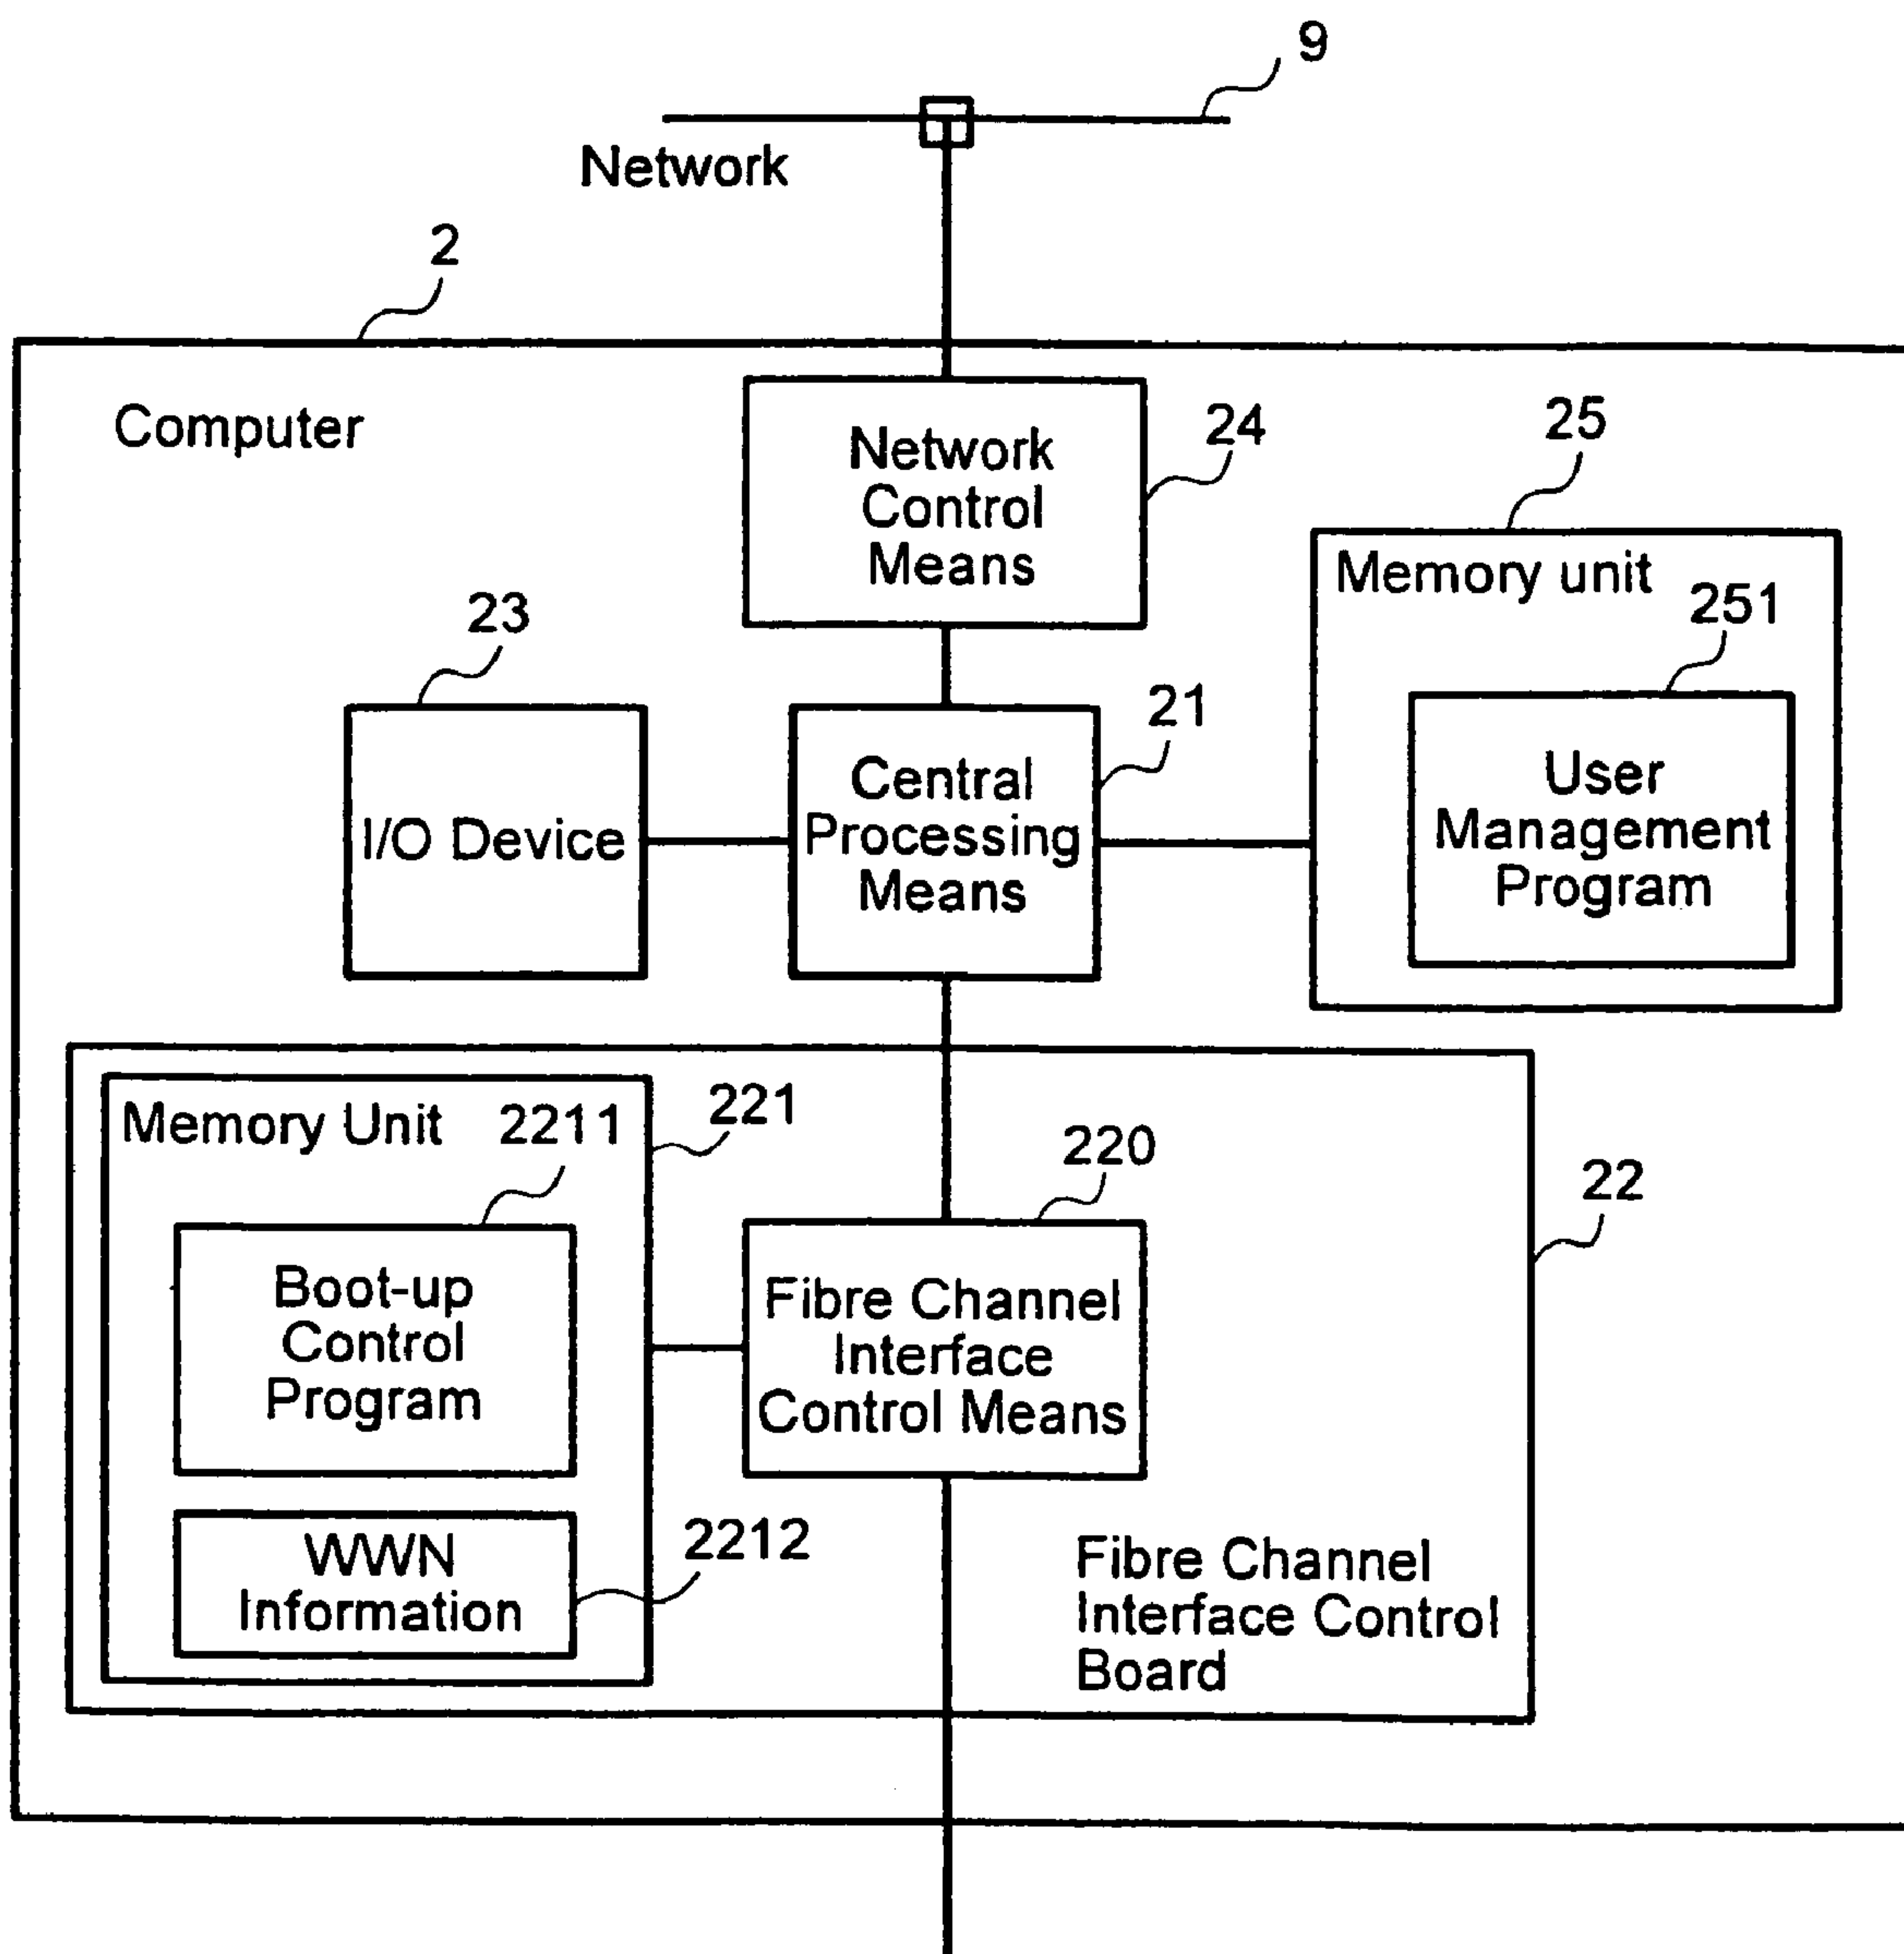 9
Network
2
Computer
Network
Control
Means
24
25
Memory unit
251
User
Management
Program
23
I/O Device
21
Central
Processing
Means
Memory Unit
2211
221
220
22
Boot-up
Control
Program
Fibre Channel
Interface
Control Means
WWN
Information
2212
Fibre Channel
Interface Control
Board